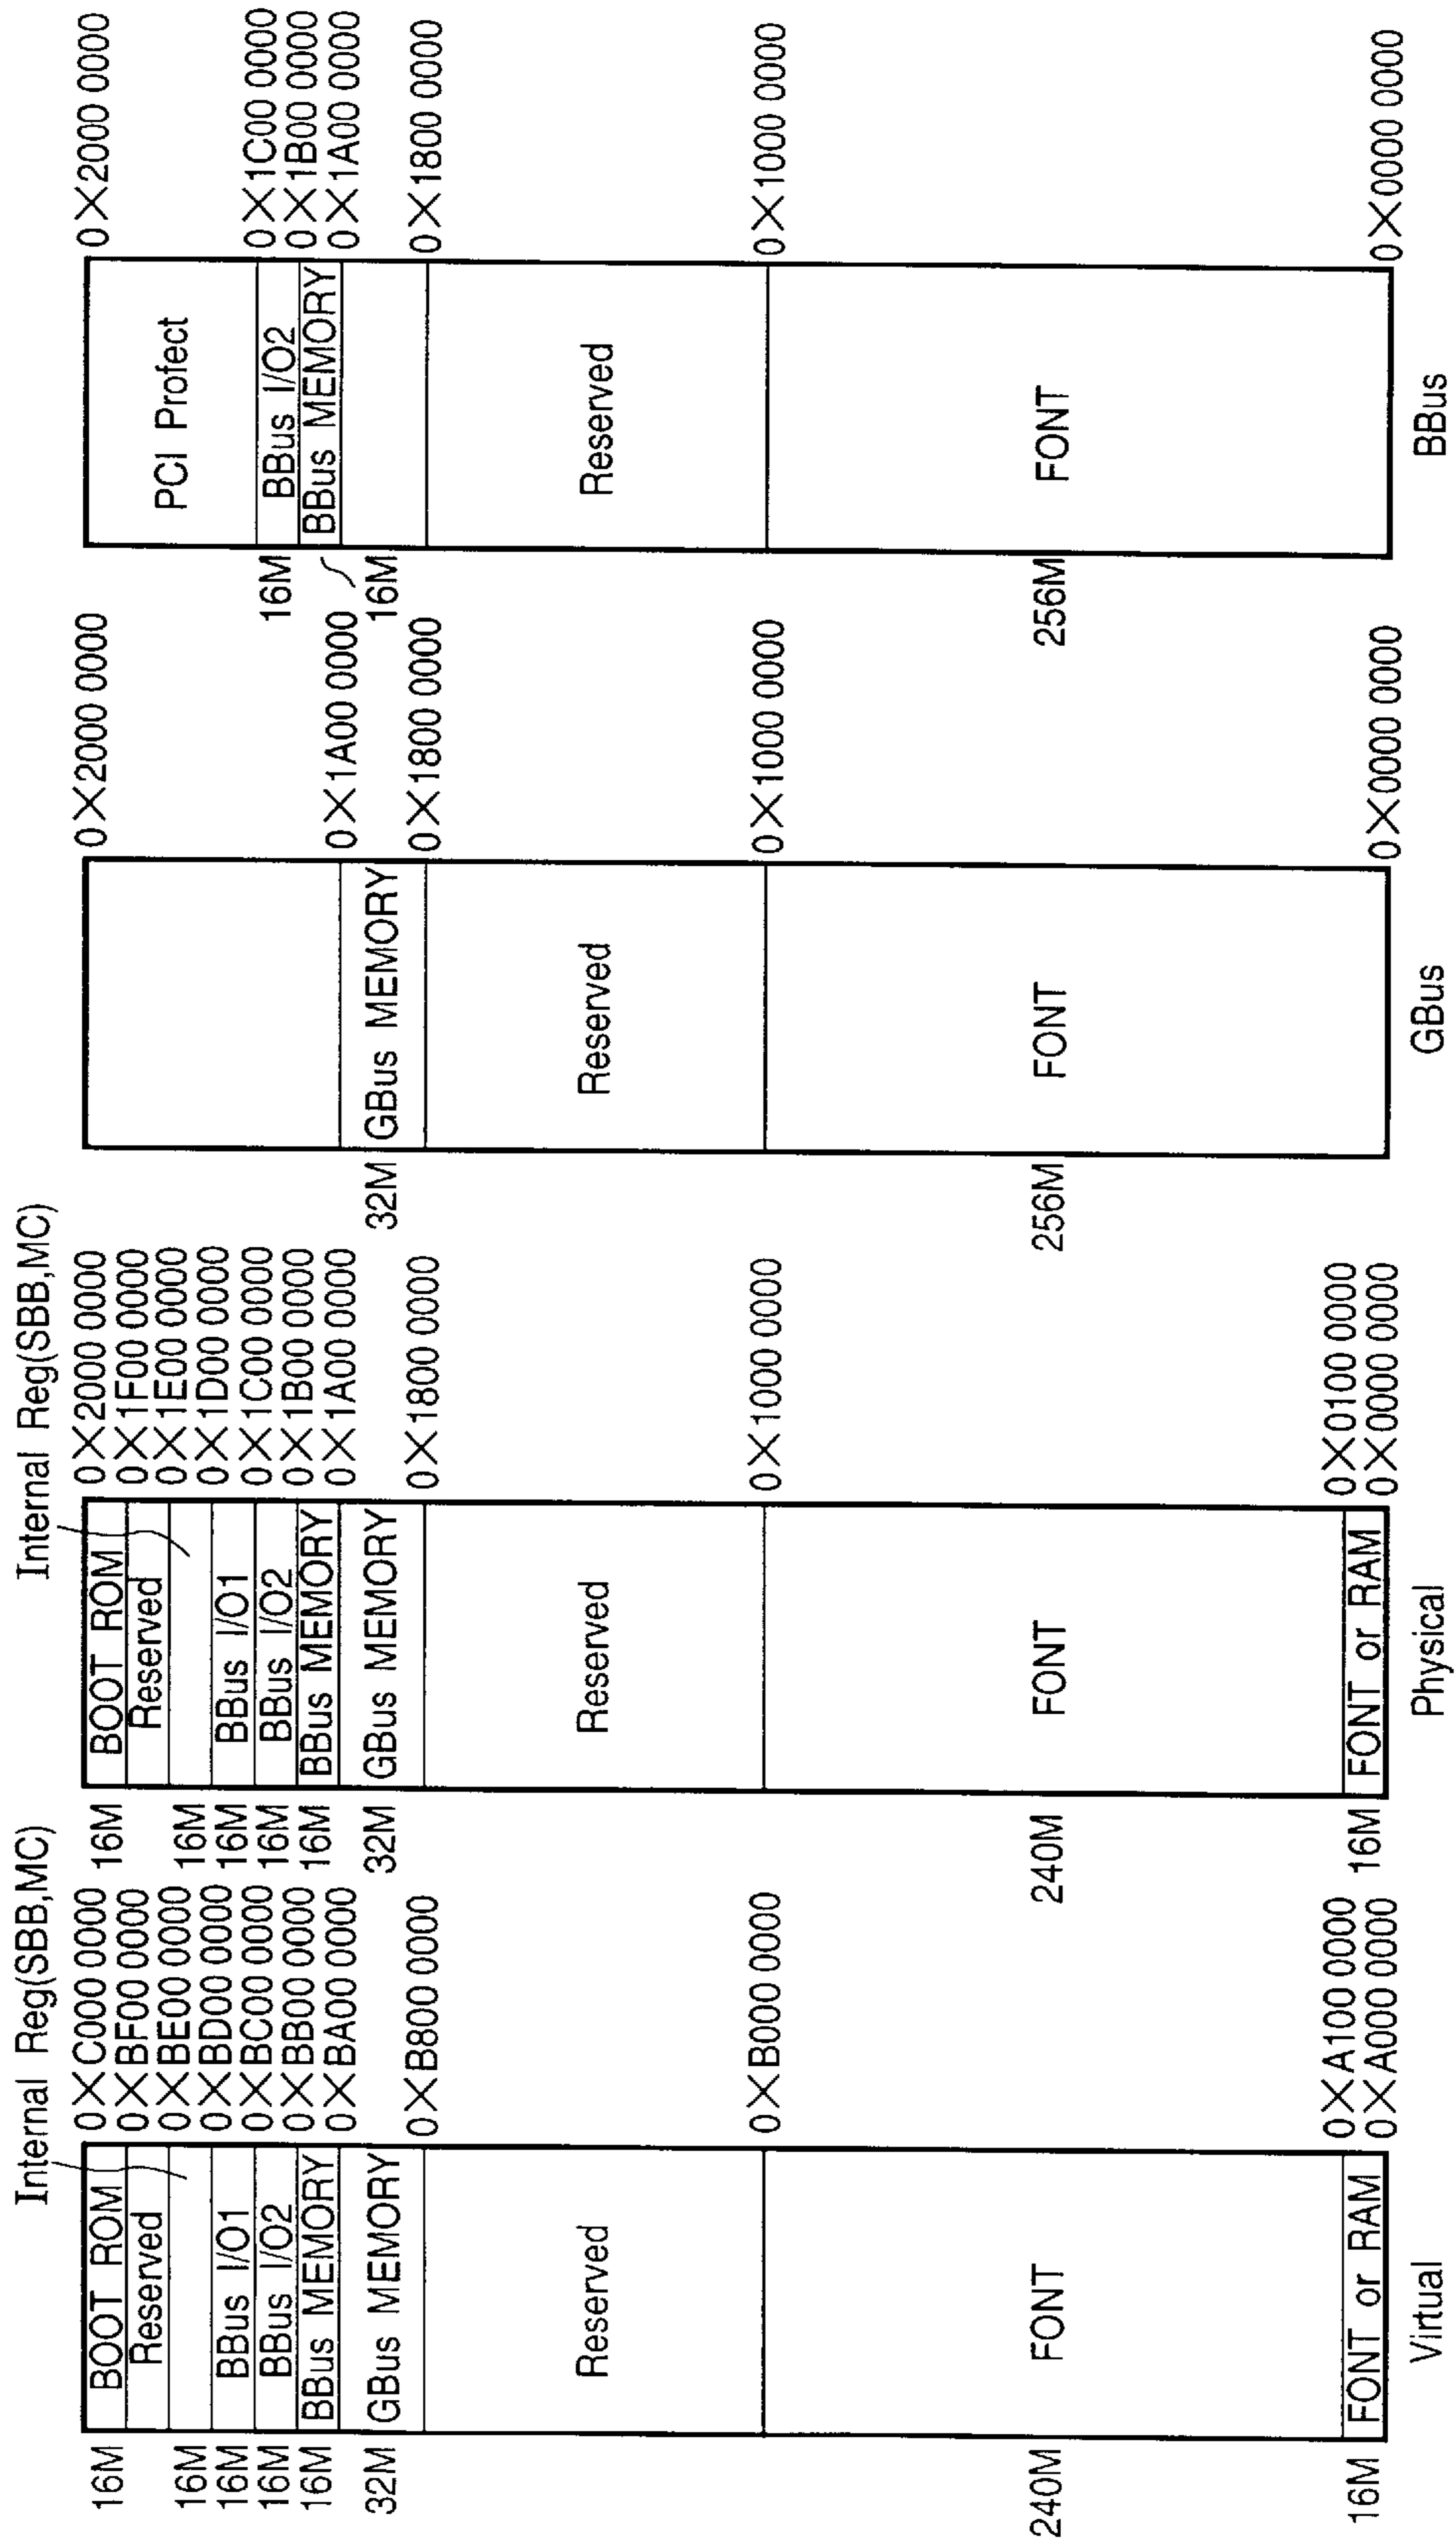 Internal Reg(SBB,MC)
16M
BOOT ROM
0×C000 0000
Reserved
0×BF00 0000
16M
0×BE00 0000
16M
BBus I/O1
0×BD00 0000
16M
BBus I/O2
0×BC00 0000
16M
BBus MEMORY
0×BB00 0000
0×BA00 0000
32M
GBus MEMORY
0×B800 0000
Reserved
0×B000 0000
240M
FONT
0×A100 0000
16M
FONT or RAM
0×A000 0000
Virtual
Internal Reg(SBB,MC)
16M
BOOT ROM
0×2000 0000
Reserved
0×1F00 0000
16M
0×1E00 0000
16M
BBus I/O1
0×1D00 0000
16M
BBus I/O2
0×1C00 0000
16M
BBus MEMORY
0×1B00 0000
0×1A00 0000
32M
GBus MEMORY
0×1800 0000
Reserved
0×1000 0000
240M
FONT
0×0100 0000
16M
FONT or RAM
0×0000 0000
Physical
0×2000 0000
0×1A00 0000
32M
GBus MEMORY
0×1800 0000
Reserved
0×1000 0000
256M
FONT
0×0000 0000
GBus
0×2000 0000
PCI Profect
0×1C00 0000
16M
BBus I/O2
0×1B00 0000
BBus MEMORY
0×1A00 0000
16M
0×1800 0000
Reserved
0×1000 0000
256M
FONT
0×0000 0000
BBus